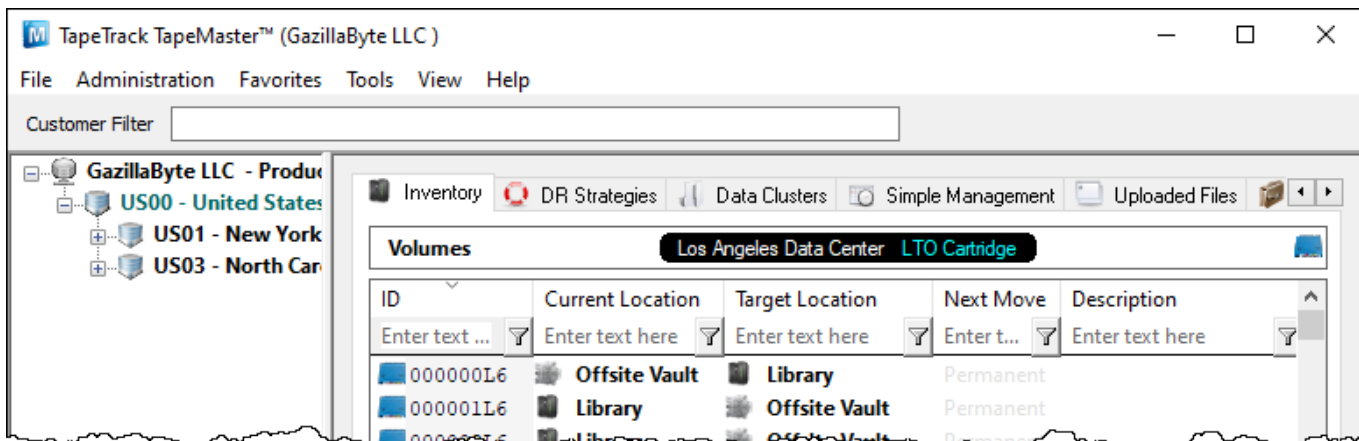 TapeTrack TapeMaster™ (GazillaByte LLC )
File Administration Favorites Tools View Help
Customer Filter
GazillaByte LLC - Produc
US00 - United States
US01 - New York
US03 - North Car
Inventory DR Strategies Data Clusters Simple Management Uploaded Files
Volumes Los Angeles Data Center LTO Cartridge
ID Current Location Target Location Next Move Description
Enter text ... Enter text here Enter text here Enter t... Enter text here
000000L6 Offsite Vault Library Permanent
000001L6 Library Offsite Vault Permanent